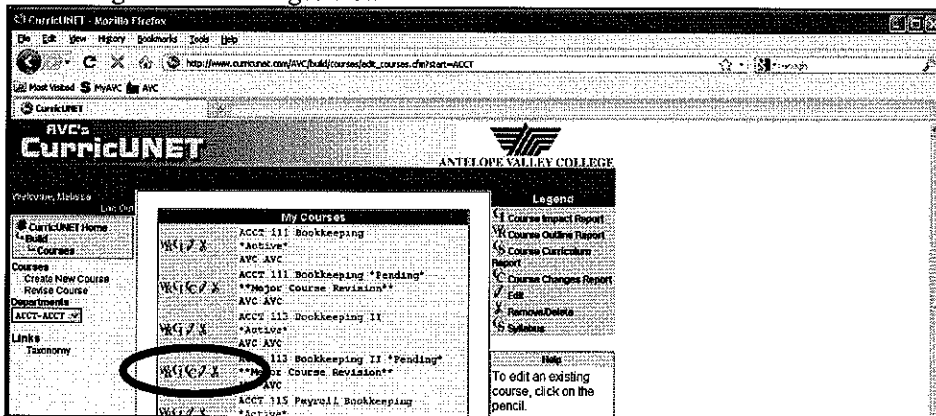 CurricUNET - Mozilla Firefox
File Edit View History Bookmarks Tools Help
http://www.curricunet.com/AVC/build/courses/edit_courses.cfm?start=ACCT
Most Visited MyAVC AVC
CurricUNET
AVC's
CurricUNET
ANTELOPE VALLEY COLLEGE
Welcome, Melissa
Log Out
CurricUNET Home
Build
Courses
Courses
Create New Course
Revise Course
Departments
ACCT-ACCT
Links
Taxonomy
My Courses
ACCT 111 Bookkeeping
*Active*
AVC AVC
ACCT 111 Bookkeeping *Pending*
**Major Course Revision**
AVC AVC
ACCT 113 Bookkeeping II
*Active*
AVC AVC
113 Bookkeeping II *Pending*
Course Revision**
AVC
ACCT 115 Payroll Bookkeeping
*Active*
Legend
Course Impact Report
Course Outline Report
Course Curriculum
Report
Course Changes Report
Edit
Remove/Delete
Syllabus
Help
To edit an existing
course, click on the
pencil.